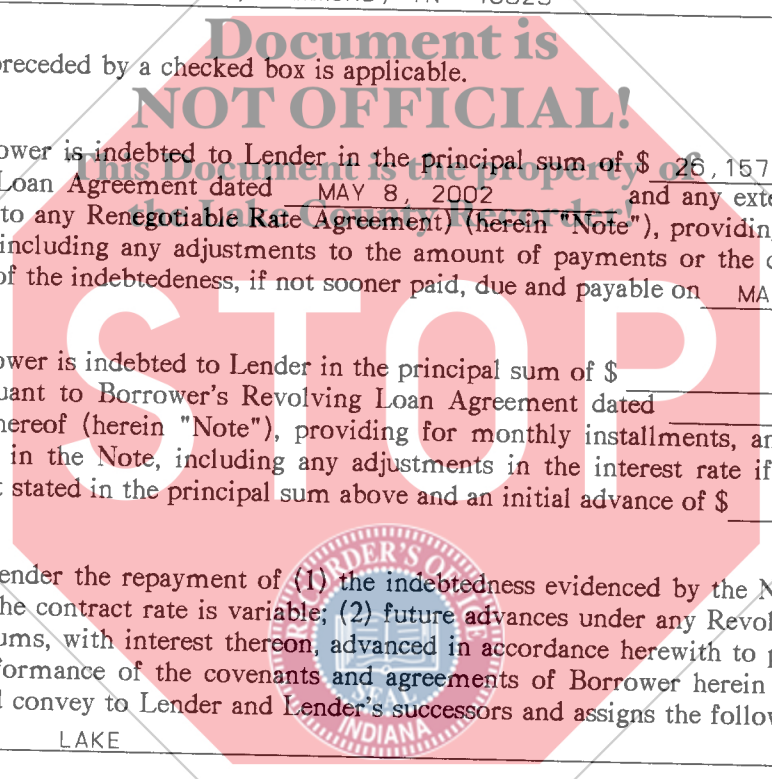 Document is
preceded by a checked box is applicable.
NOT OFFICIAL!
ower is indebted to Lender in the principal sum of $ 26,157
This Document is the property of
Loan Agreement dated MAY 8, 2002 and any exte
the Lake County Recorder!
to any Renegotiable Rate Agreement) (herein "Note"), providing
including any adjustments to the amount of payments or the
of the indebtedeness, if not sooner paid, due and payable on MA
STOP
ower is indebted to Lender in the principal sum of $
uant to Borrower's Revolving Loan Agreement dated
hereof (herein "Note"), providing for monthly installments, an
in the Note, including any adjustments in the interest rate if
stated in the principal sum above and an initial advance of $
ender the repayment of (1) the indebtedness evidenced by the N
he contract rate is variable; (2) future advances under any Revol
ums, with interest thereon, advanced in accordance herewith to p
formance of the covenants and agreements of Borrower herein
convey to Lender and Lender's successors and assigns the follow
LAKE
RECORDER'S OFFICE
SEAL
INDIANA